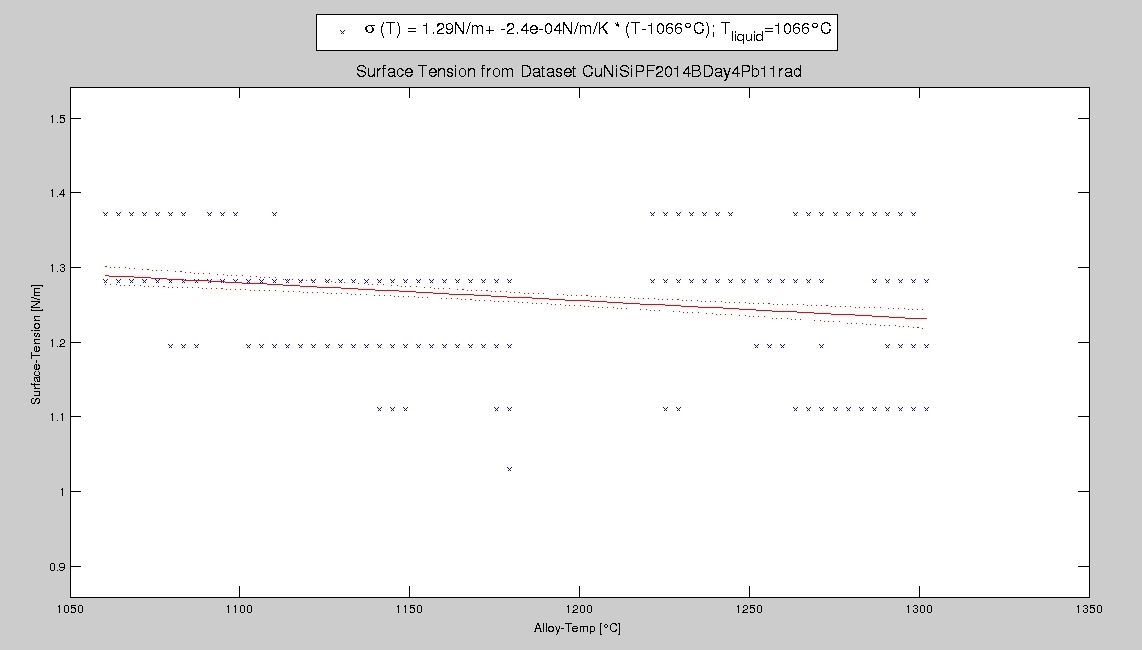 σ (T) = 1.29N/m+ -2.4e-04N/m/K * (T-1066°C); T_liquid=1066°C
Surface Tension from Dataset CuNiSiPF2014BDay4Pb11rad
1.5
1.4
1.3
1.2
1.1
1
0.9
Surface-Tension [N/m]
1050 1100 1150 1200 1250 1300 1350
Alloy-Temp [°C]